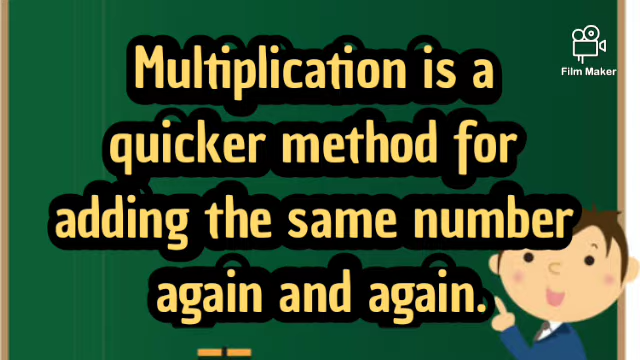 Film Maker
Multiplication is a
quicker method for
adding the same number
again and again.